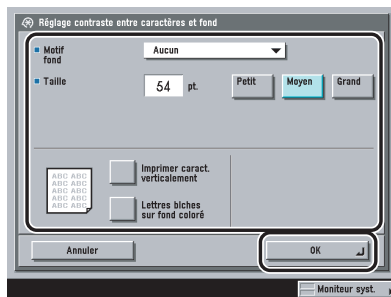 Réglage contraste entre caractères et fond
Motif fond
Aucun
Taille
54 pt.
Petit
Moyen
Grand
ABC ABC
ABC ABC
ABC ABC
ABC ABC
ABC ABC
Imprimer caract.
verticalement
Lettres blches
sur fond coloré
Annuler
OK
Moniteur syst.